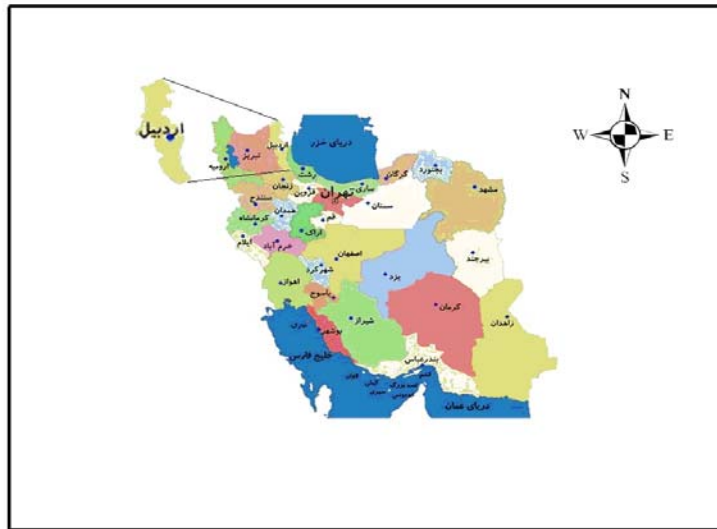 N
W E
S
اردبیل
دریای خزر
اردبیل
تبریز
ارومیه
رشت
گرگان
بجنورد
مشهد
ساری
زنجان
قزوین
تهران
سنندج
همدان
سمنان
قم
کرمانشاه
اراک
ایلام
خرم آباد
اصفهان
بیرجند
شهرکرد
یزد
اهواز
یاسوج
کرمان
زاهدان
شیراز
بوشهر
خلیج فارس
بندرعباس
قشم
کیش
دریای عمان